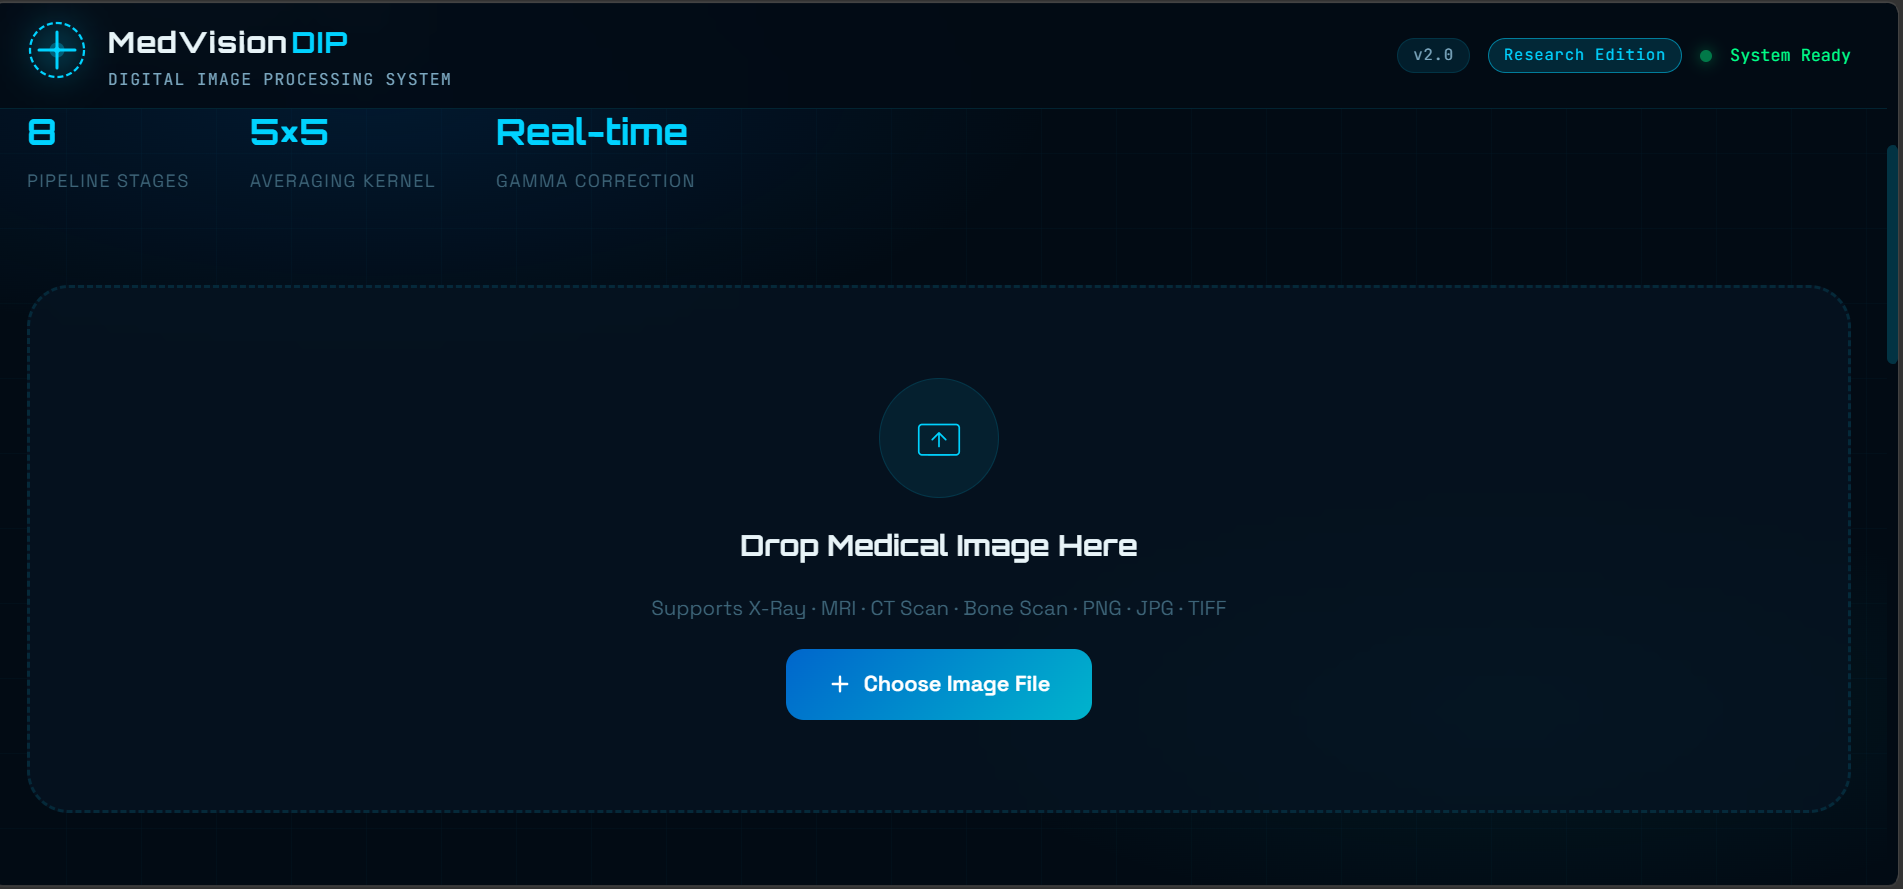 MedVision DIP
DIGITAL IMAGE PROCESSING SYSTEM
v2.0
Research Edition
System Ready
8
PIPELINE STAGES
5x5
AVERAGING KERNEL
Real-time
GAMMA CORRECTION
Drop Medical Image Here
Supports X-Ray · MRI · CT Scan · Bone Scan · PNG · JPG · TIFF
+ Choose Image File